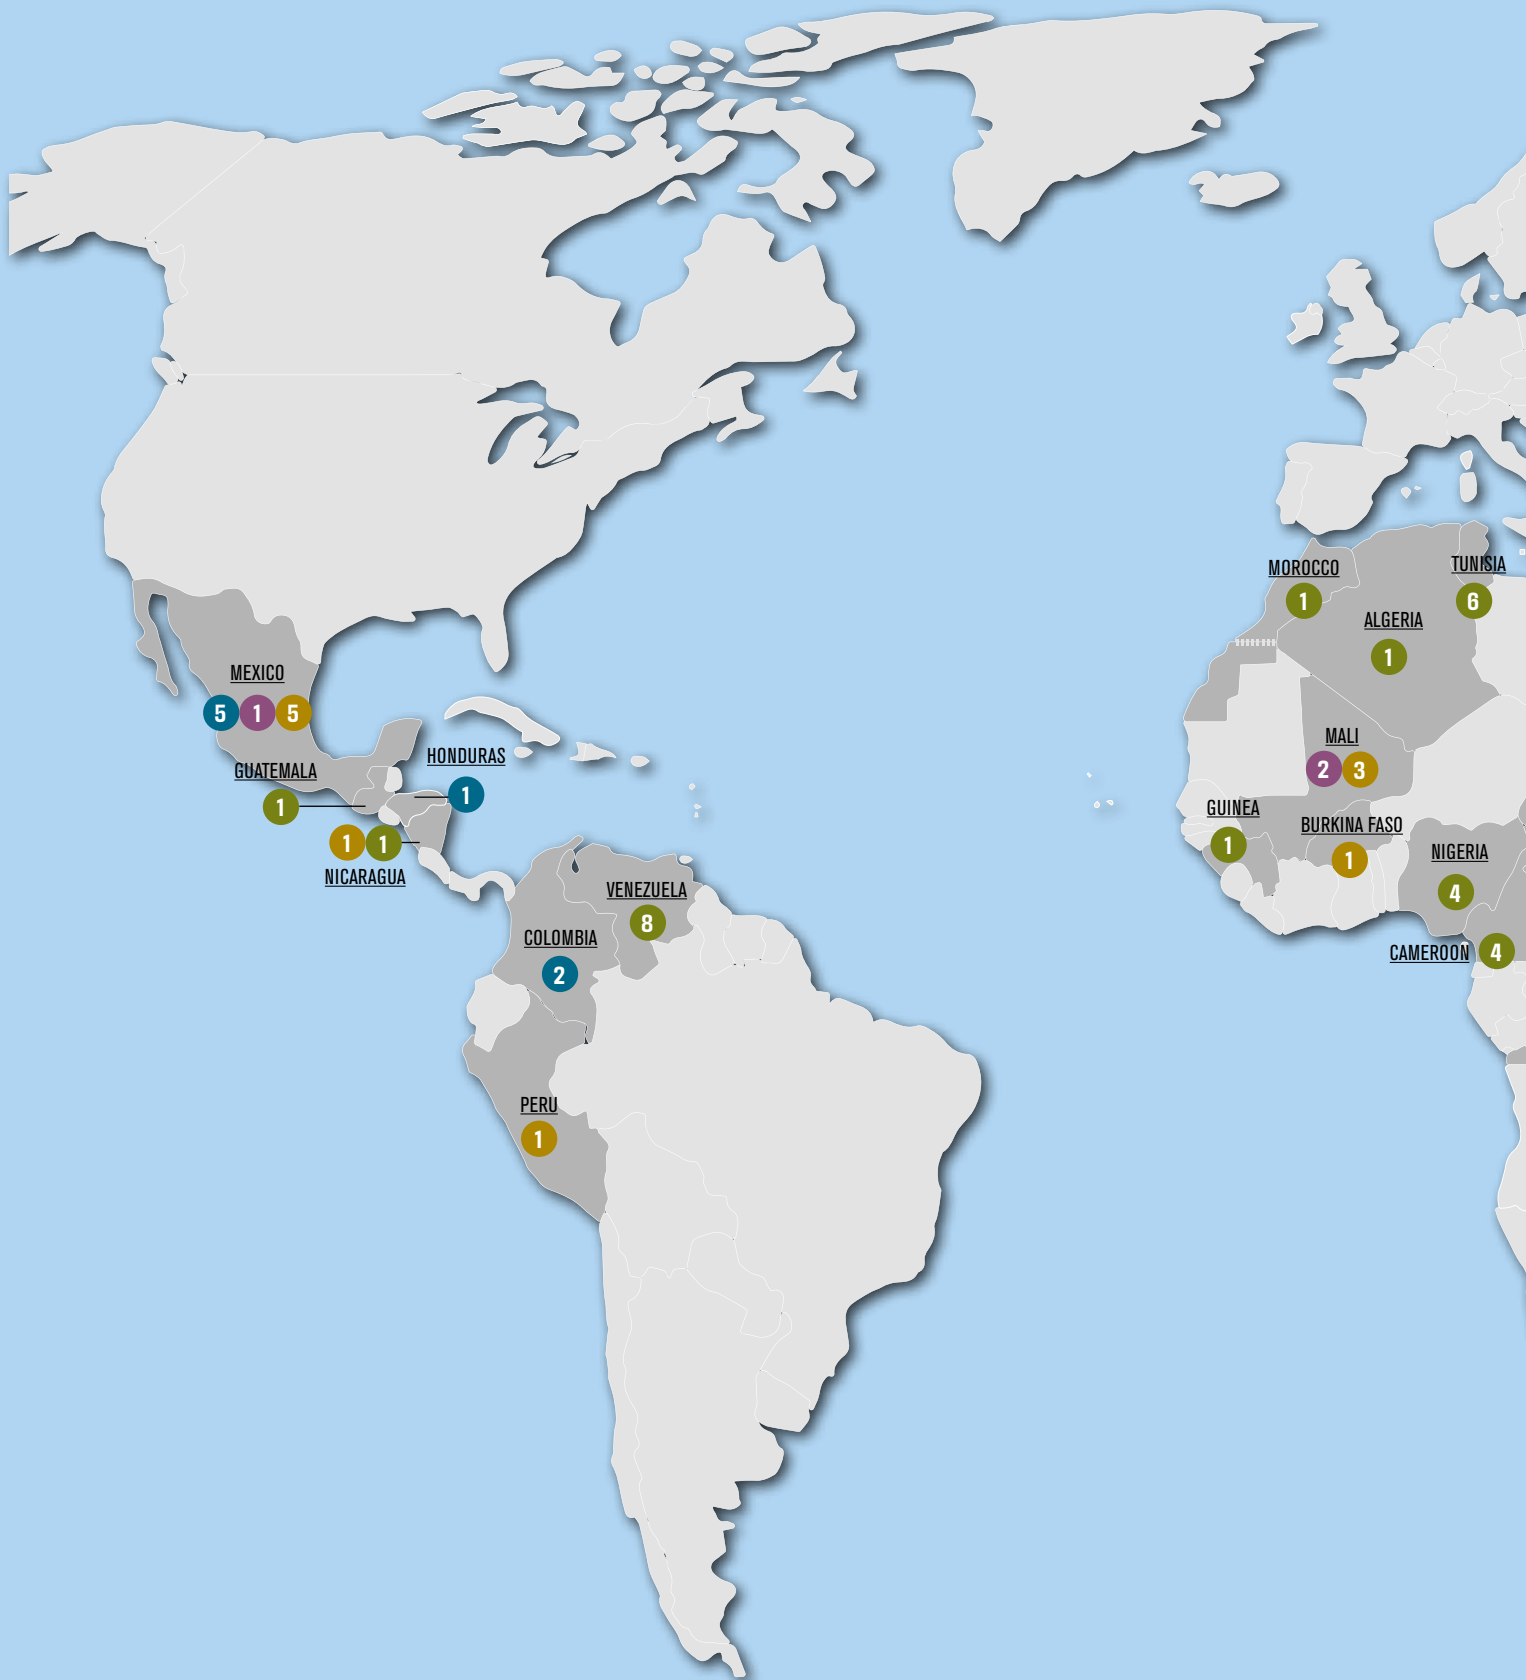 MOROCCO
1
TUNISIA
6
ALGERIA
1
MEXICO
5 1 5
MALI
2 3
HONDURAS
1
GUATEMALA
1
1 1
NICARAGUA
GUINEA
1
BURKINA FASO
1
NIGERIA
4
VENEZUELA
8
COLOMBIA
2
CAMEROON 4
PERU
1